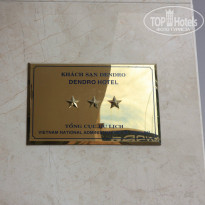 TOP Hotels
KHÁCH SẠN DENDRO
DENDRO HOTEL
TỔNG CỤC DU LỊCH
VIETNAM NATIONAL